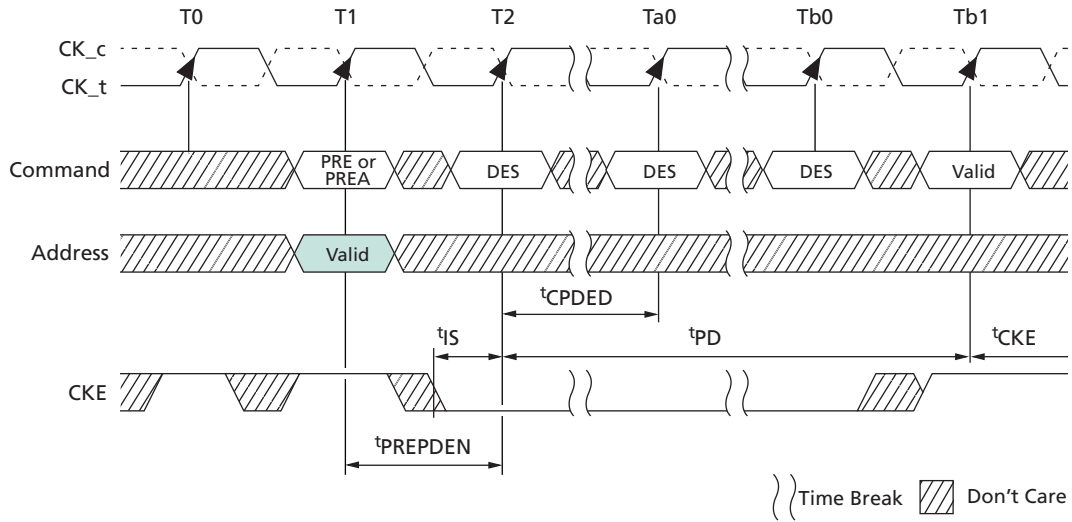 T0 T1 T2 Ta0 Tb0 Tb1
CK_c
CK_t
Command
PRE or
PREA
DES DES DES Valid
Address
Valid
tCPDED
tIS tPD tCKE
CKE
tPREPDEN
Time Break Don't Care